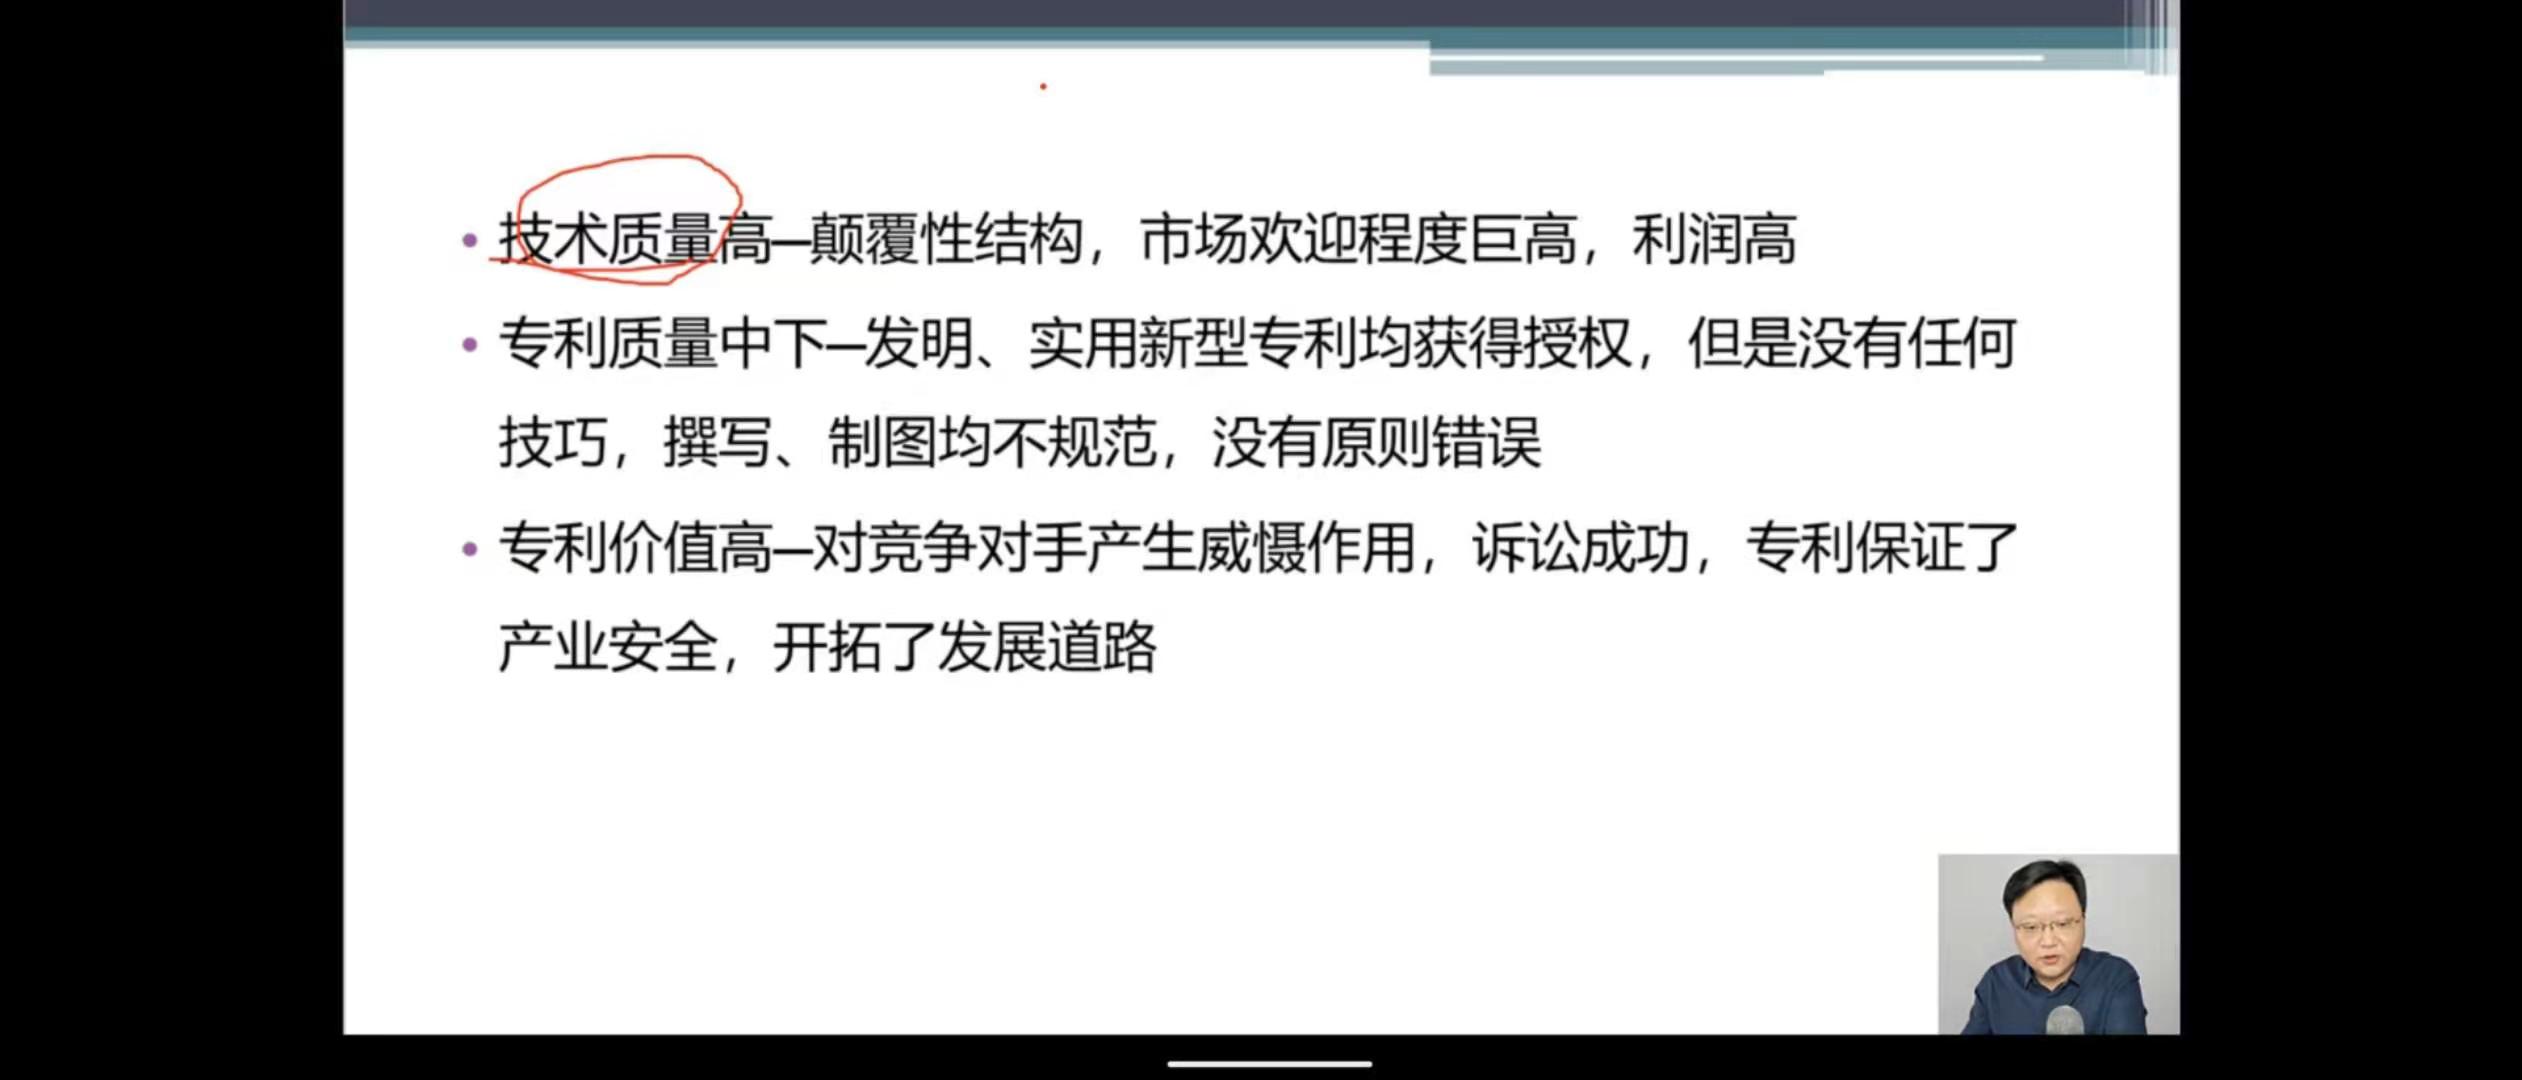 技术质量高—颠覆性结构，市场欢迎程度巨高，利润高
专利质量中下—发明、实用新型专利均获得授权，但是没有任何
技巧，撰写、制图均不规范，没有原则错误
专利价值高—对竞争对手产生威慑作用，诉讼成功，专利保证了
产业安全，开拓了发展道路